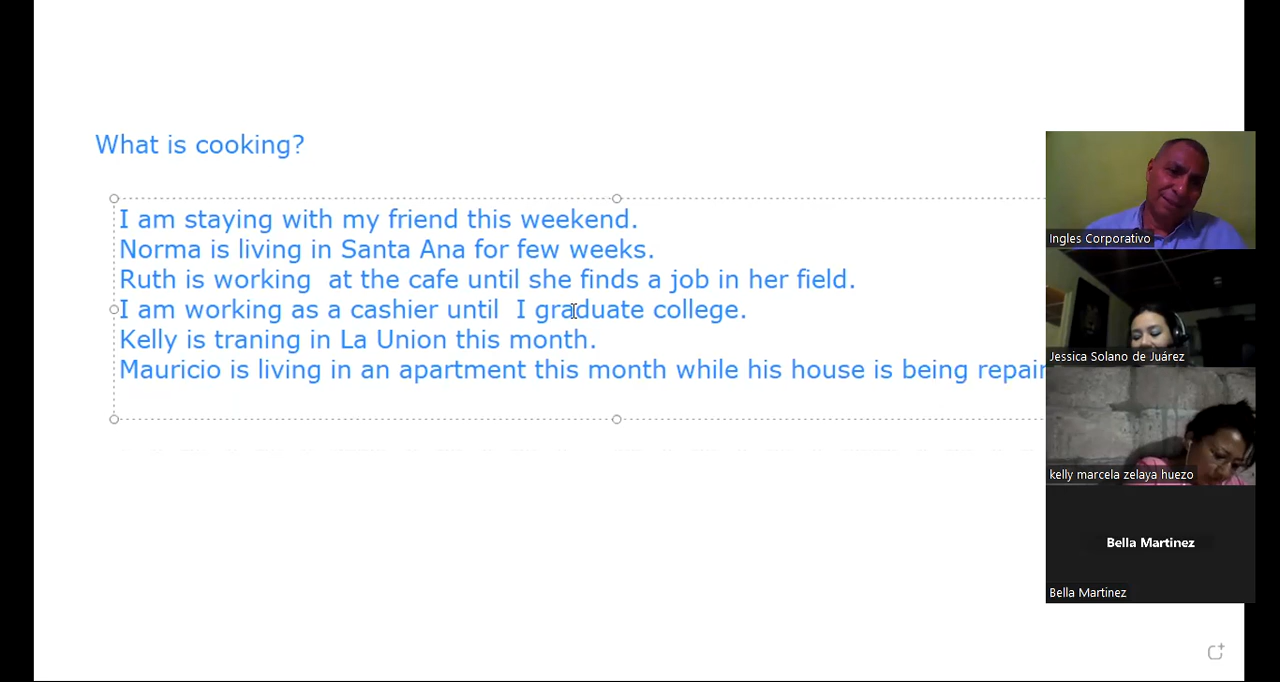 What is cooking?
I am staying with my friend this weekend.
Norma is living in Santa Ana for few weeks.
Ruth is working  at the cafe until she finds a job in her field.
I am working as a cashier until  I graduate college.
Kelly is traning in La Union this month.
Mauricio is living in an apartment this month while his house is being repair
Ingles Corporativo
Jessica Solano de Juárez
kelly marcela zelaya huezo
Bella Martinez
Bella Martinez